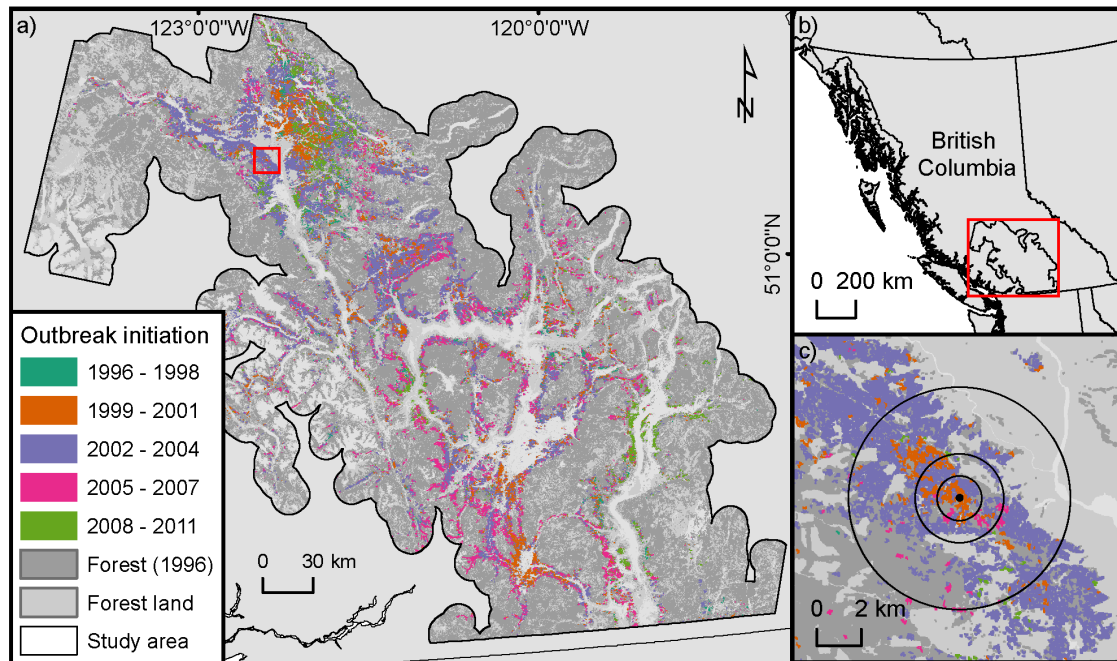 a)
123°0'0"W
120°0'0"W
N
51°0'0"N
Outbreak initiation
1996 - 1998
1999 - 2001
2002 - 2004
2005 - 2007
2008 - 2011
Forest (1996)
Forest land
Study area
0 30 km
b)
British
Columbia
0 200 km
c)
0 2 km